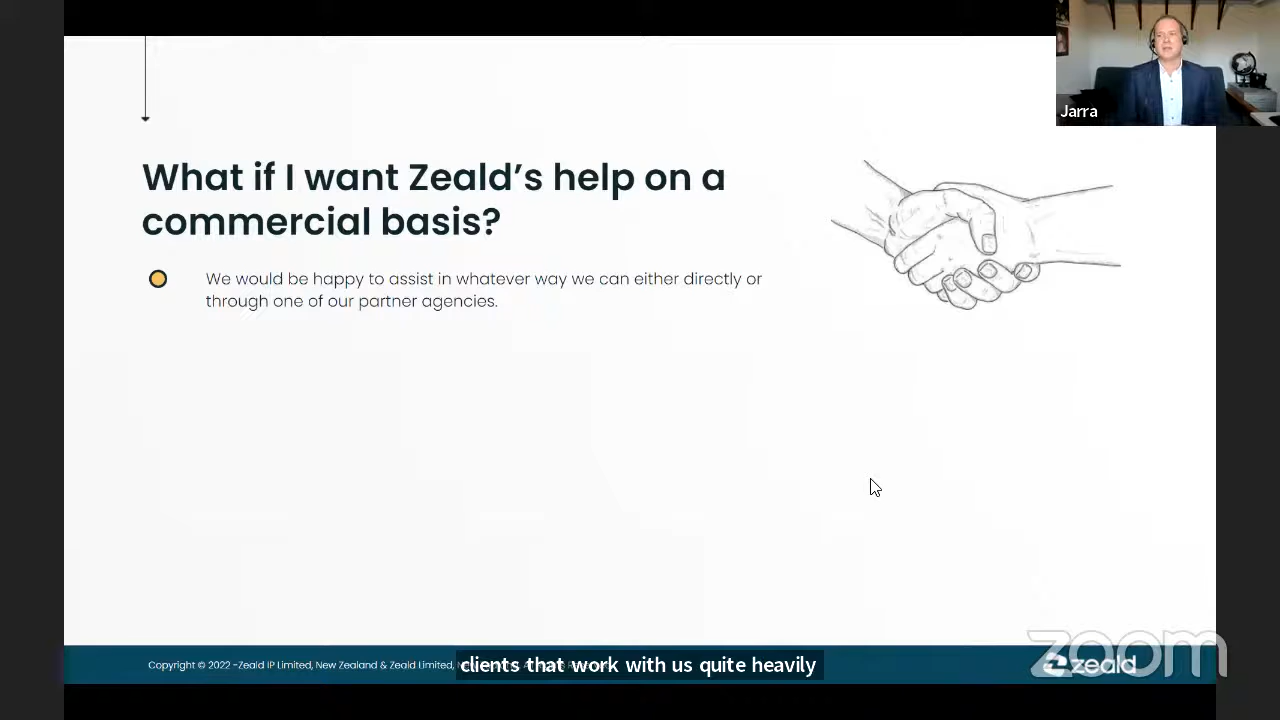 Jarra
What if I want Zeald's help on a
commercial basis?
We would be happy to assist in whatever way we can either directly or
through one of our partner agencies.
Copyright © 2022 -Zeald IP Limited, New Zealand & Zeald Limited,
clients that work with us quite heavily
zeald
zoom